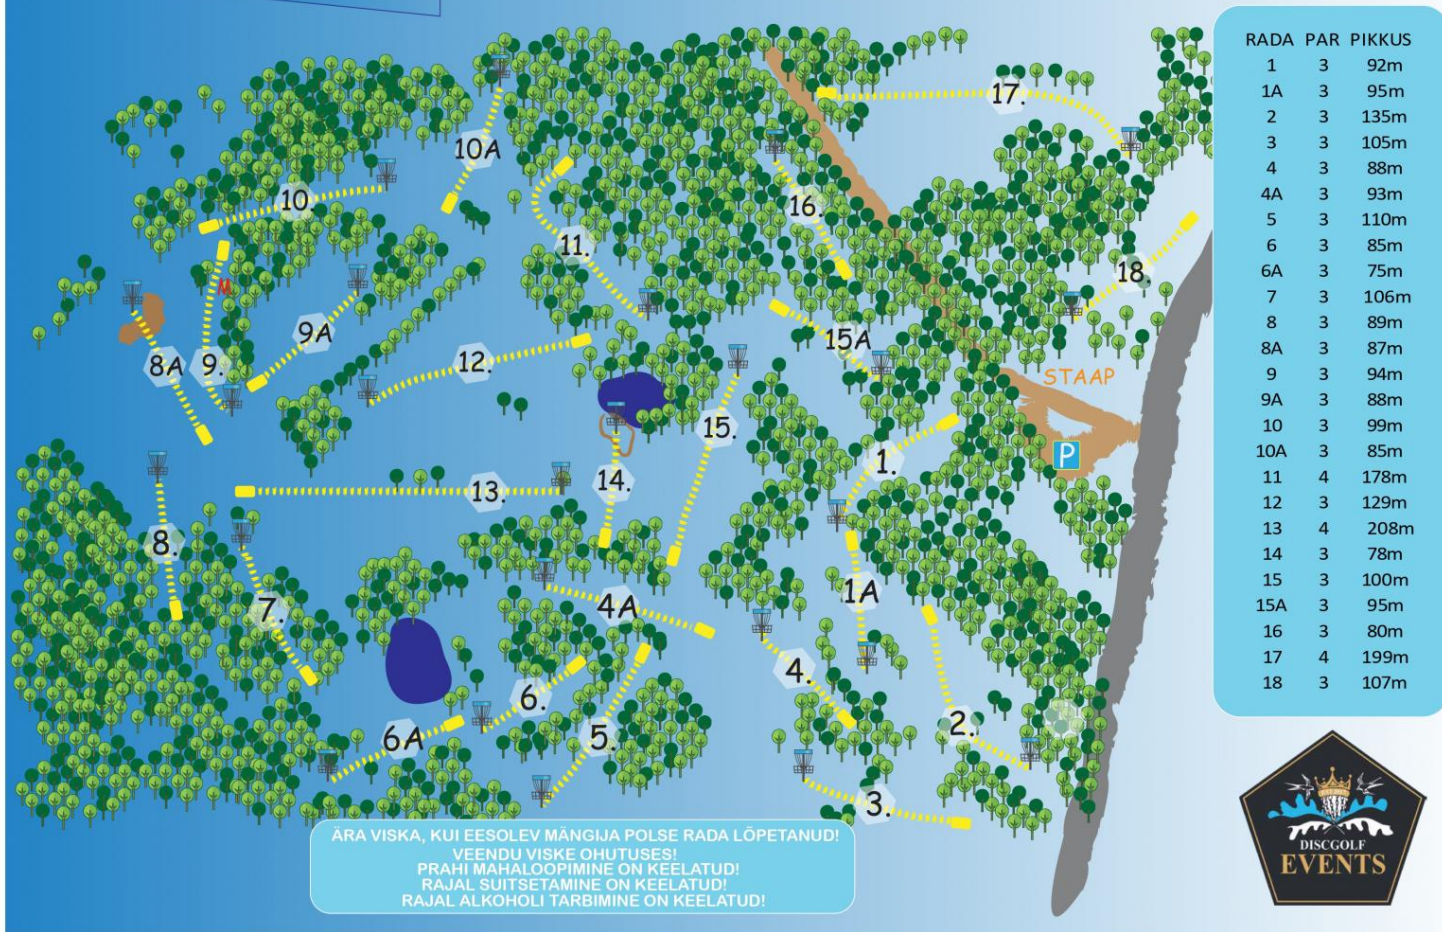 RADA PAR PIKKUS
1 3 92m
1A 3 95m
2 3 135m
3 3 105m
4 3 88m
4A 3 93m
5 3 110m
6 3 85m
6A 3 75m
7 3 106m
8 3 89m
8A 3 87m
9 3 94m
9A 3 88m
10 3 99m
10A 3 85m
11 4 178m
12 3 129m
13 4 208m
14 3 78m
15 3 100m
15A 3 95m
16 3 80m
17 4 199m
18 3 107m
17.
10A
10
16.
11.
18.
M
9A
15A
8A
9.
12.
STAAP
15.
1.
P
14.
13.
8.
1A
4A
7.
4.
6.
2.
6A
5.
3.
ÄRA VISKA, KUI EESOLEV MÄNGIJA POLSE RADA LÕPETANUD!
VEENDU VISKE OHUTUSES!
PRAHI MAHALOOPIMINE ON KEELATUD!
RAJAL SUITSETAMINE ON KEELATUD!
RAJAL ALKOHOLI TARBIMINE ON KEELATUD!
DISCGOLF
EVENTS